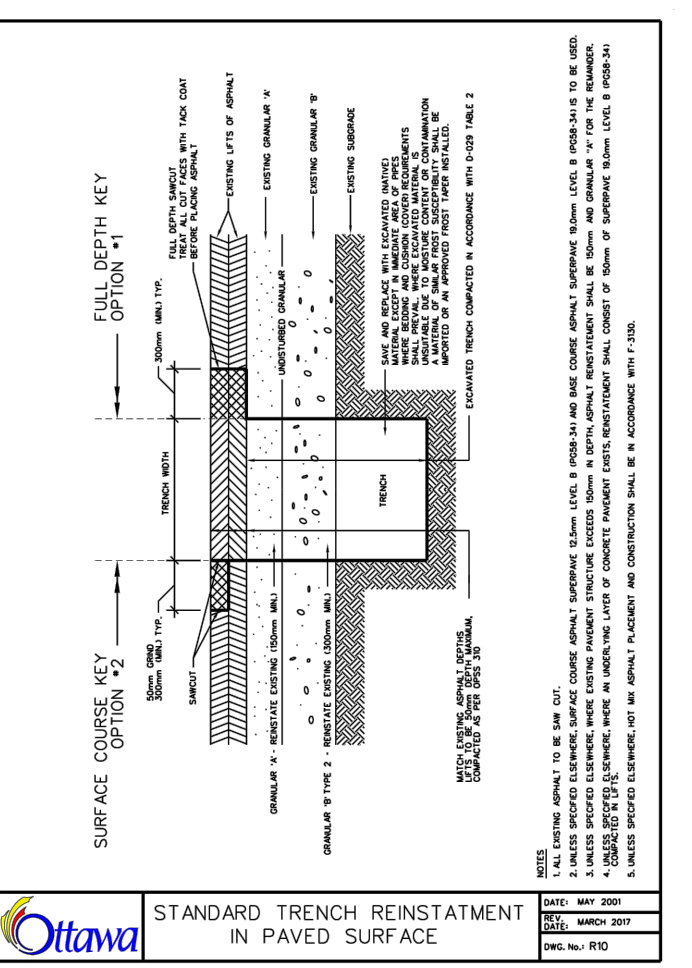 SURFACE COURSE KEY
OPTION #2
FULL DEPTH KEY
OPTION #1
50mm GRIND
300mm (MIN.) TYP.
SAWCUT
TRENCH WIDTH
300mm (MIN.) TYP.
FULL DEPTH SAWCUT
TREAT ALL CUT FACES WITH TACK COAT
BEFORE PLACING ASPHALT
EXISTING LIFTS OF ASPHALT
EXISTING GRANULAR 'A'
EXISTING GRANULAR 'B'
EXISTING SUBGRADE
UNDISTURBED GRANULAR
GRANULAR 'A' - REINSTATE EXISTING (150mm MIN.)
GRANULAR 'B' TYPE 2 - REINSTATE EXISTING (300mm MIN.)
TRENCH
SAVE AND REPLACE WITH EXCAVATED (NATIVE)
MATERIAL EXCEPT IN IMMEDIATE AREA OF PIPES
WHERE BEDDING AND CUSHION (COVER) REQUIREMENTS
SHALL PREVAIL. WHERE EXCAVATED MATERIAL IS
UNSUITABLE DUE TO MOISTURE CONTENT OR CONTAMINATION
A MATERIAL OF SIMILAR FROST SUSCEPTIBILITY SHALL BE
IMPORTED OR AN APPROVED FROST TAPER INSTALLED.
MATCH EXISTING ASPHALT DEPTHS
LIFTS TO BE 50mm DEPTH MAXIMUM,
COMPACTED AS PER OPSS 310
EXCAVATED TRENCH COMPACTED IN ACCORDANCE WITH D-029 TABLE 2
NOTES
1. ALL EXISTING ASPHALT TO BE SAW CUT.
2. UNLESS SPECIFIED ELSEWHERE, SURFACE COURSE ASPHALT SUPERPAVE 12.5mm LEVEL B (PG58-34) AND BASE COURSE ASPHALT SUPERPAVE 19.0mm LEVEL B (PG58-34) IS TO BE USED.
3. UNLESS SPECIFIED ELSEWHERE, WHERE EXISTING PAVEMENT STRUCTURE EXCEEDS 150mm IN DEPTH, ASPHALT REINSTATEMENT SHALL BE 150mm AND GRANULAR "A" FOR THE REMAINDER.
4. UNLESS SPECIFIED ELSEWHERE, WHERE AN UNDERLYING LAYER OF CONCRETE PAVEMENT EXISTS, REINSTATEMENT SHALL CONSIST OF 150mm OF SUPERPAVE 19.0mm LEVEL B (PG58-34)
COMPACTED IN LIFTS.
5. UNLESS SPECIFIED ELSEWHERE, HOT MIX ASPHALT PLACEMENT AND CONSTRUCTION SHALL BE IN ACCORDANCE WITH F-3130.
Ottawa
STANDARD TRENCH REINSTATMENT
IN PAVED SURFACE
DATE: MAY 2001
REV. DATE: MARCH 2017
DWG. No.: R10